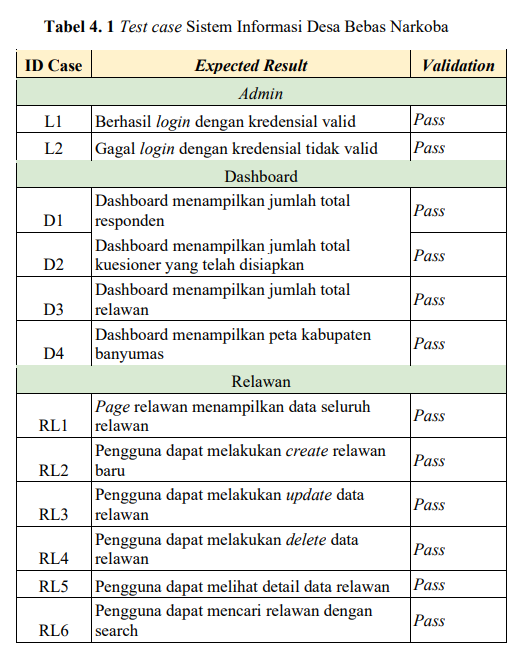 Tabel 4. 1 Test case Sistem Informasi Desa Bebas Narkoba
ID Case Expected Result Validation
Admin
L1 Berhasil login dengan kredensial valid Pass
L2 Gagal login dengan kredensial tidak valid Pass
Dashboard
D1 Dashboard menampilkan jumlah total
responden Pass
D2 Dashboard menampilkan jumlah total
kuesioner yang telah disiapkan Pass
D3 Dashboard menampilkan jumlah total
relawan Pass
D4 Dashboard menampilkan peta kabupaten
banyumas Pass
Relawan
RL1 Page relawan menampilkan data seluruh
relawan Pass
RL2 Pengguna dapat melakukan create relawan
baru Pass
RL3 Pengguna dapat melakukan update data
relawan Pass
RL4 Pengguna dapat melakukan delete data
relawan Pass
RL5 Pengguna dapat melihat detail data relawan Pass
RL6 Pengguna dapat mencari relawan dengan
search Pass